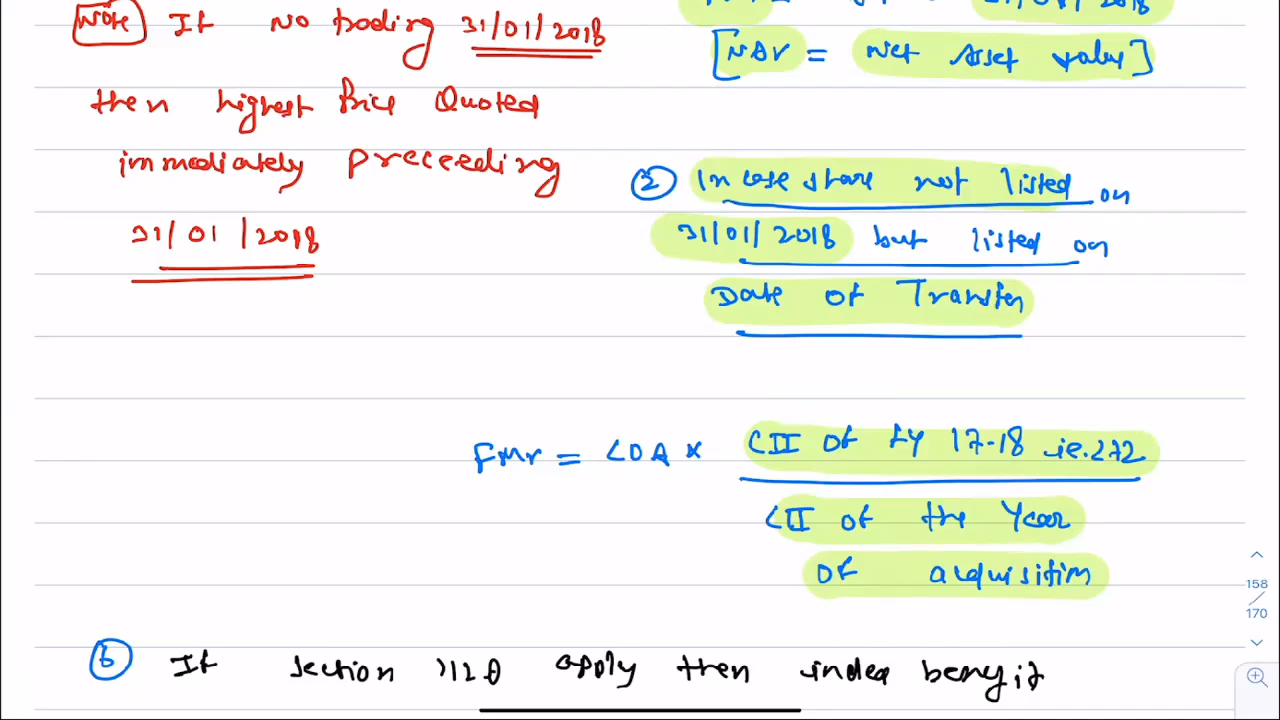 Note If no trading 31/01/2018
then highest Price Quoted
immediately preceeding
31/01/2018
[NAV = Net Asset value]
2 In case share not listed on
31/01/2018 but listed on
Date of Transfer
FMV = COA × CII of FY 17-18 ie.272
CII of the Year
of acquisition
6 If section 112A apply then index benefit
158
170